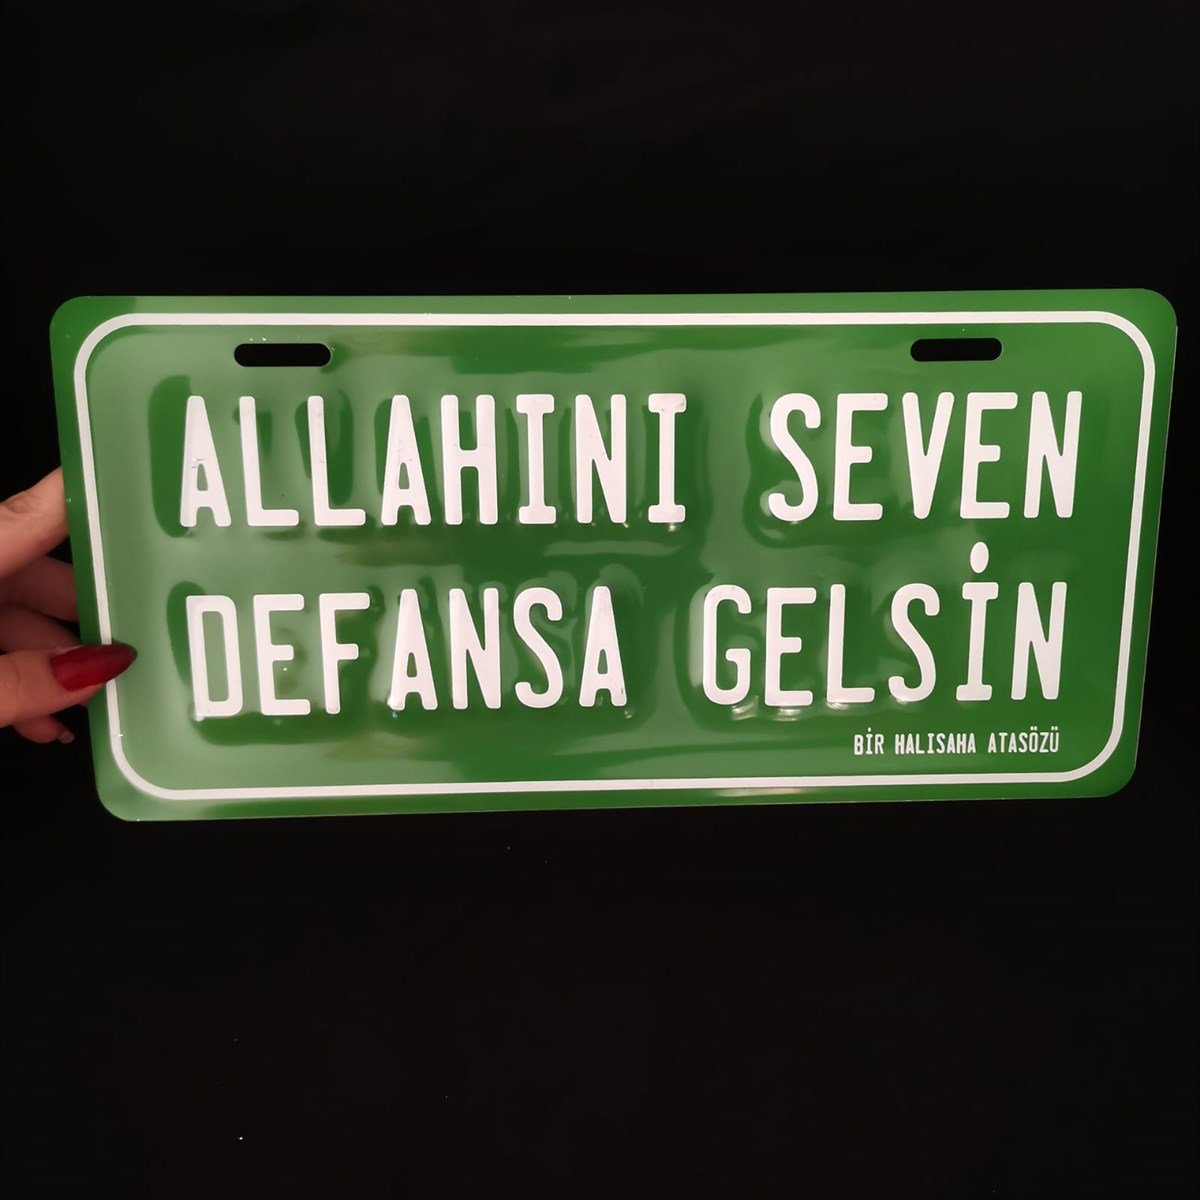 ALLAHINI SEVEN
DEFANSA GELSİN
BİR HALISAHA ATASÖZÜ